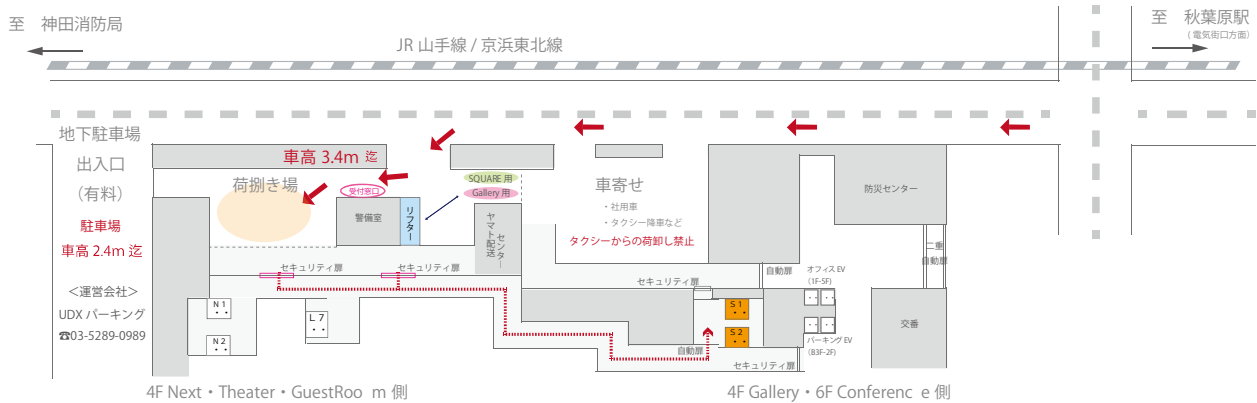 至 神田消防局
至 秋葉原駅
（電気街口方面）
JR 山手線 / 京浜東北線
地下駐車場
出入口
（有料）
駐車場
車高 2.4m 迄
＜運営会社＞
UDX パーキング
☎03-5289-0989
車高 3.4m 迄
荷捌き場
受付窓口
警備室
リフター
SQUARE 用
Gallery 用
ヤマト配送
センター
車寄せ
・社用車
・タクシー降車など
タクシーからの荷卸し禁止
防災センター
二重
自動扉
セキュリティ扉
セキュリティ扉
セキュリティ扉
自動扉
オフィス EV
（1F-5F）
N 1
N 2
L 7
S 1
S 2
交番
パーキング EV
（B3F-2F）
自動扉
セキュリティ扉
4F Next・Theater・GuestRoo m 側
4F Gallery・6F Conferenc e 側